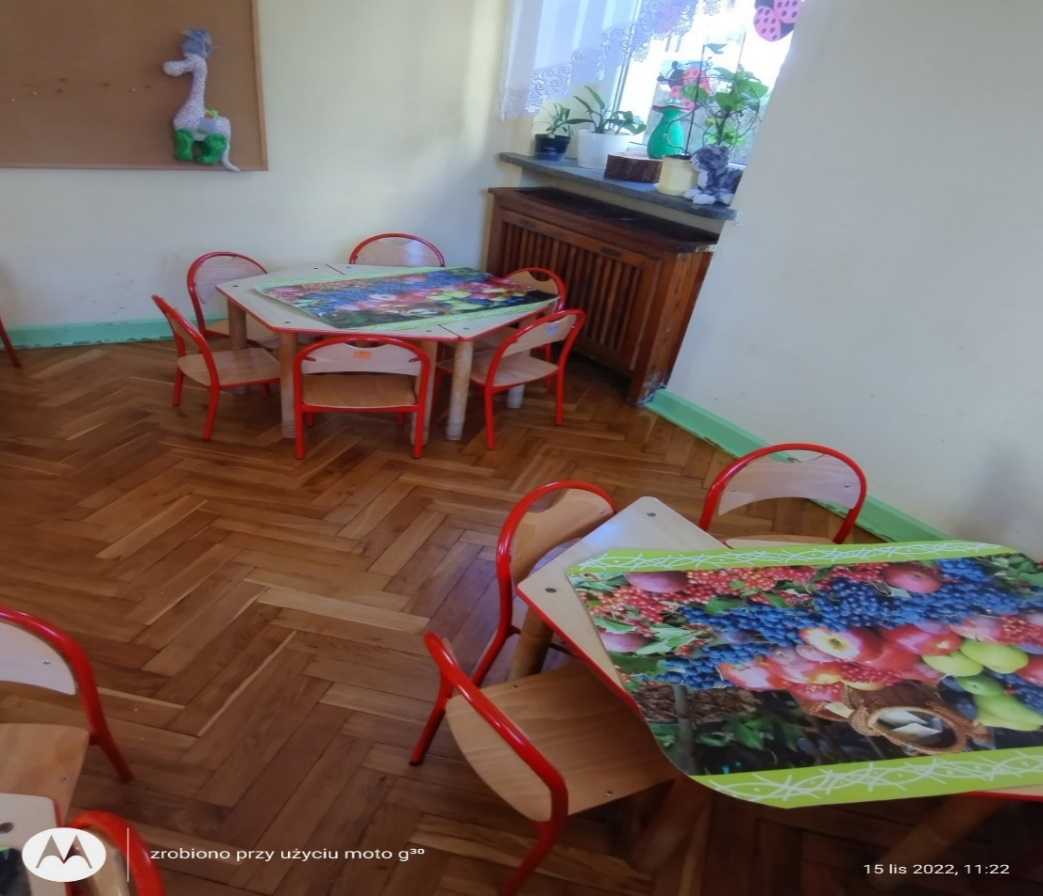 zrobiono przy użyciu moto g³⁰
15 lis 2022, 11:22